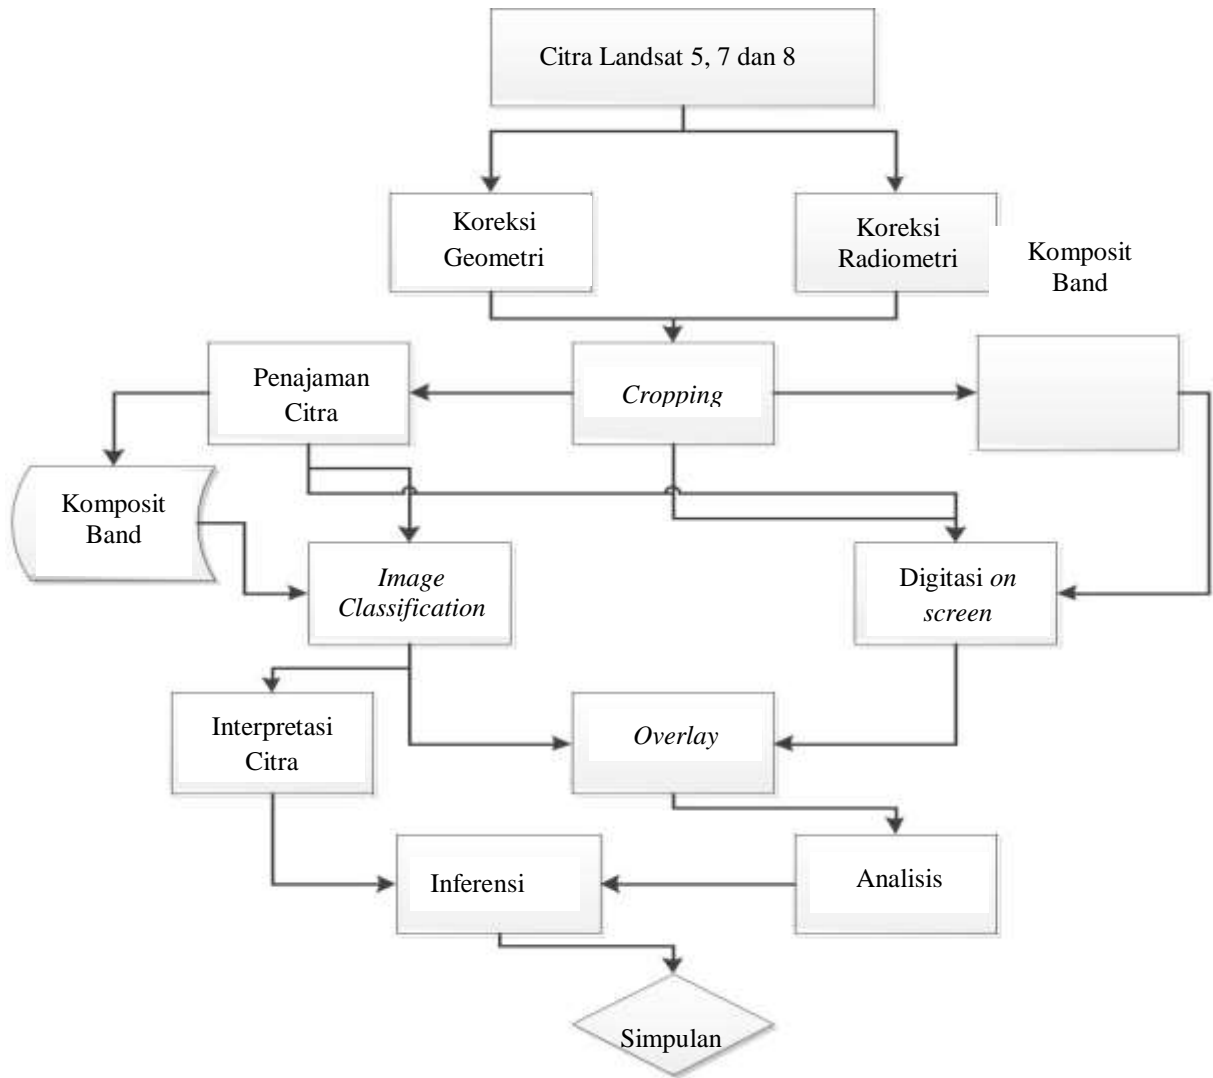 Citra Landsat 5, 7 dan 8
Koreksi
Geometri
Koreksi
Radiometri
Komposit
Band
Penajaman
Citra
Cropping
Komposit
Band
Image
Classification
Digitasi on
screen
Interpretasi
Citra
Overlay
Inferensi
Analisis
Simpulan